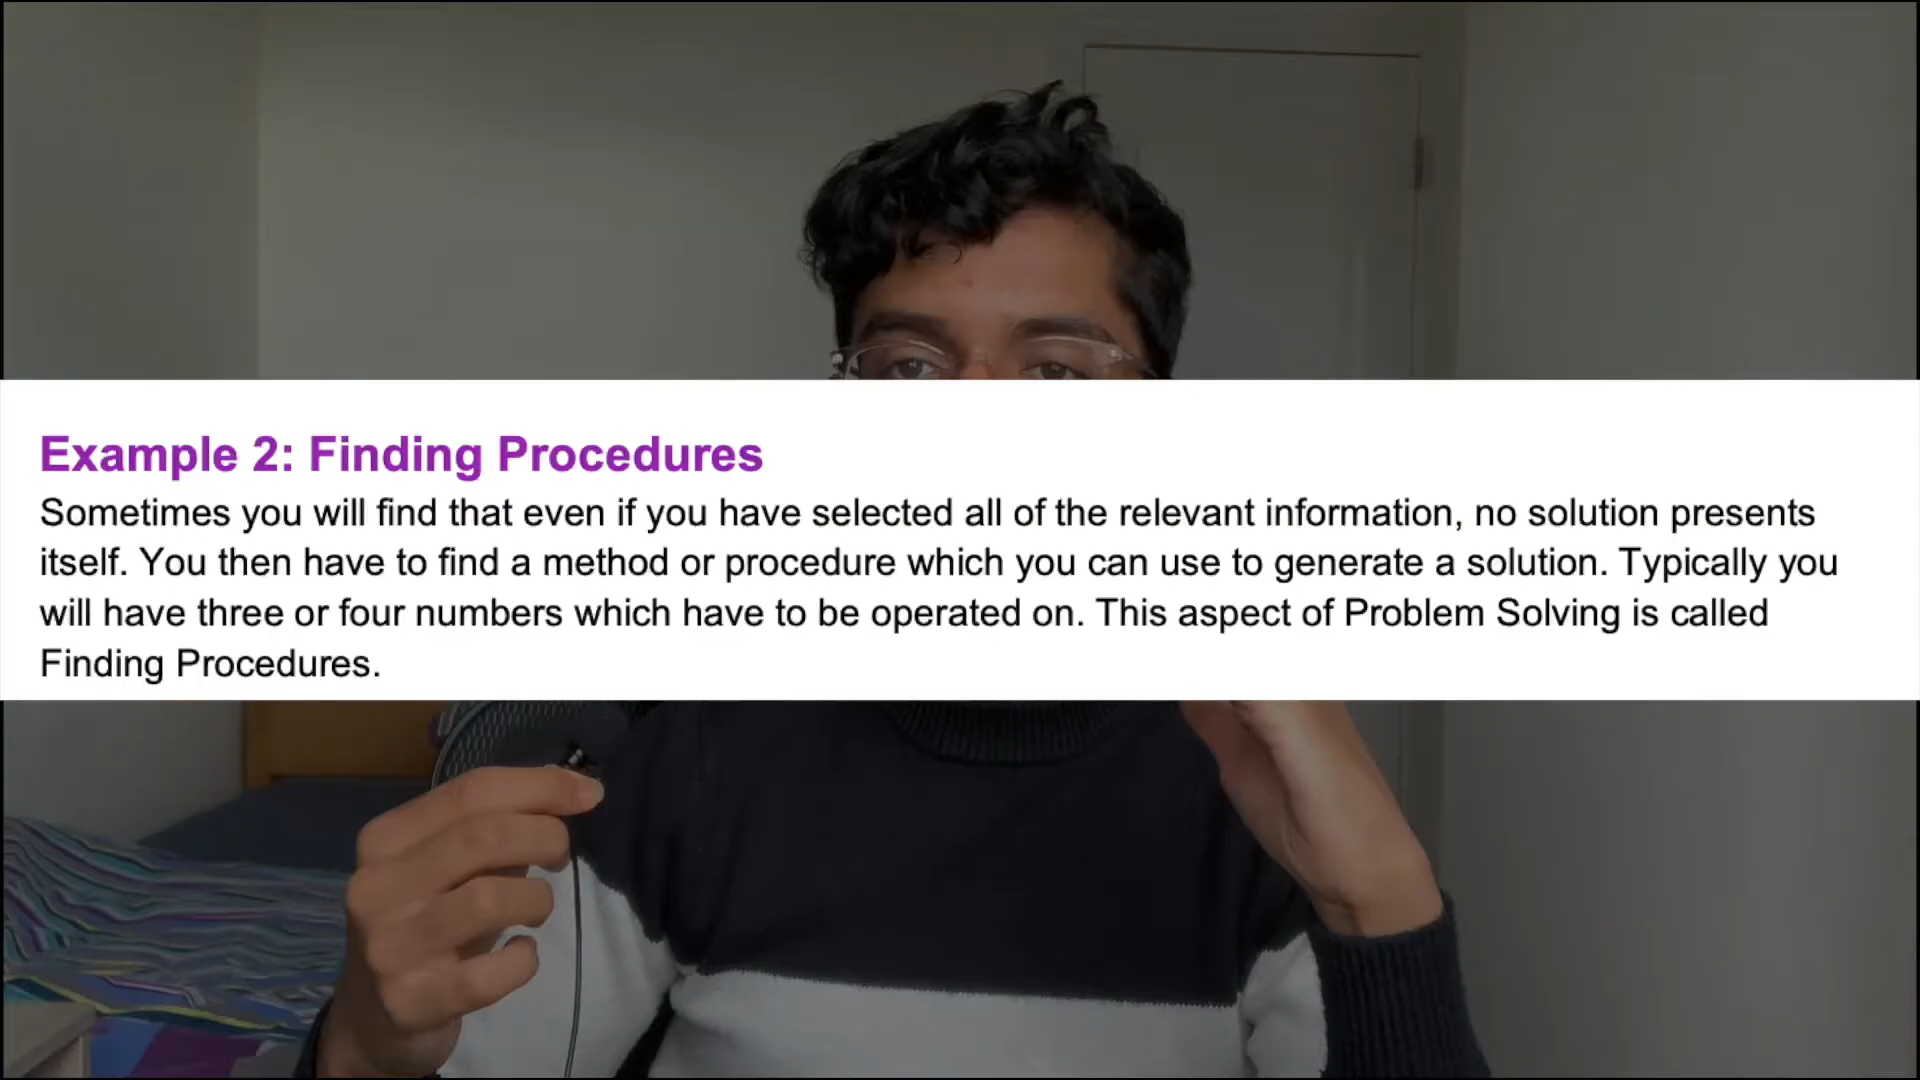 Example 2: Finding Procedures
Sometimes you will find that even if you have selected all of the relevant information, no solution presents
itself. You then have to find a method or procedure which you can use to generate a solution. Typically you
will have three or four numbers which have to be operated on. This aspect of Problem Solving is called
Finding Procedures.